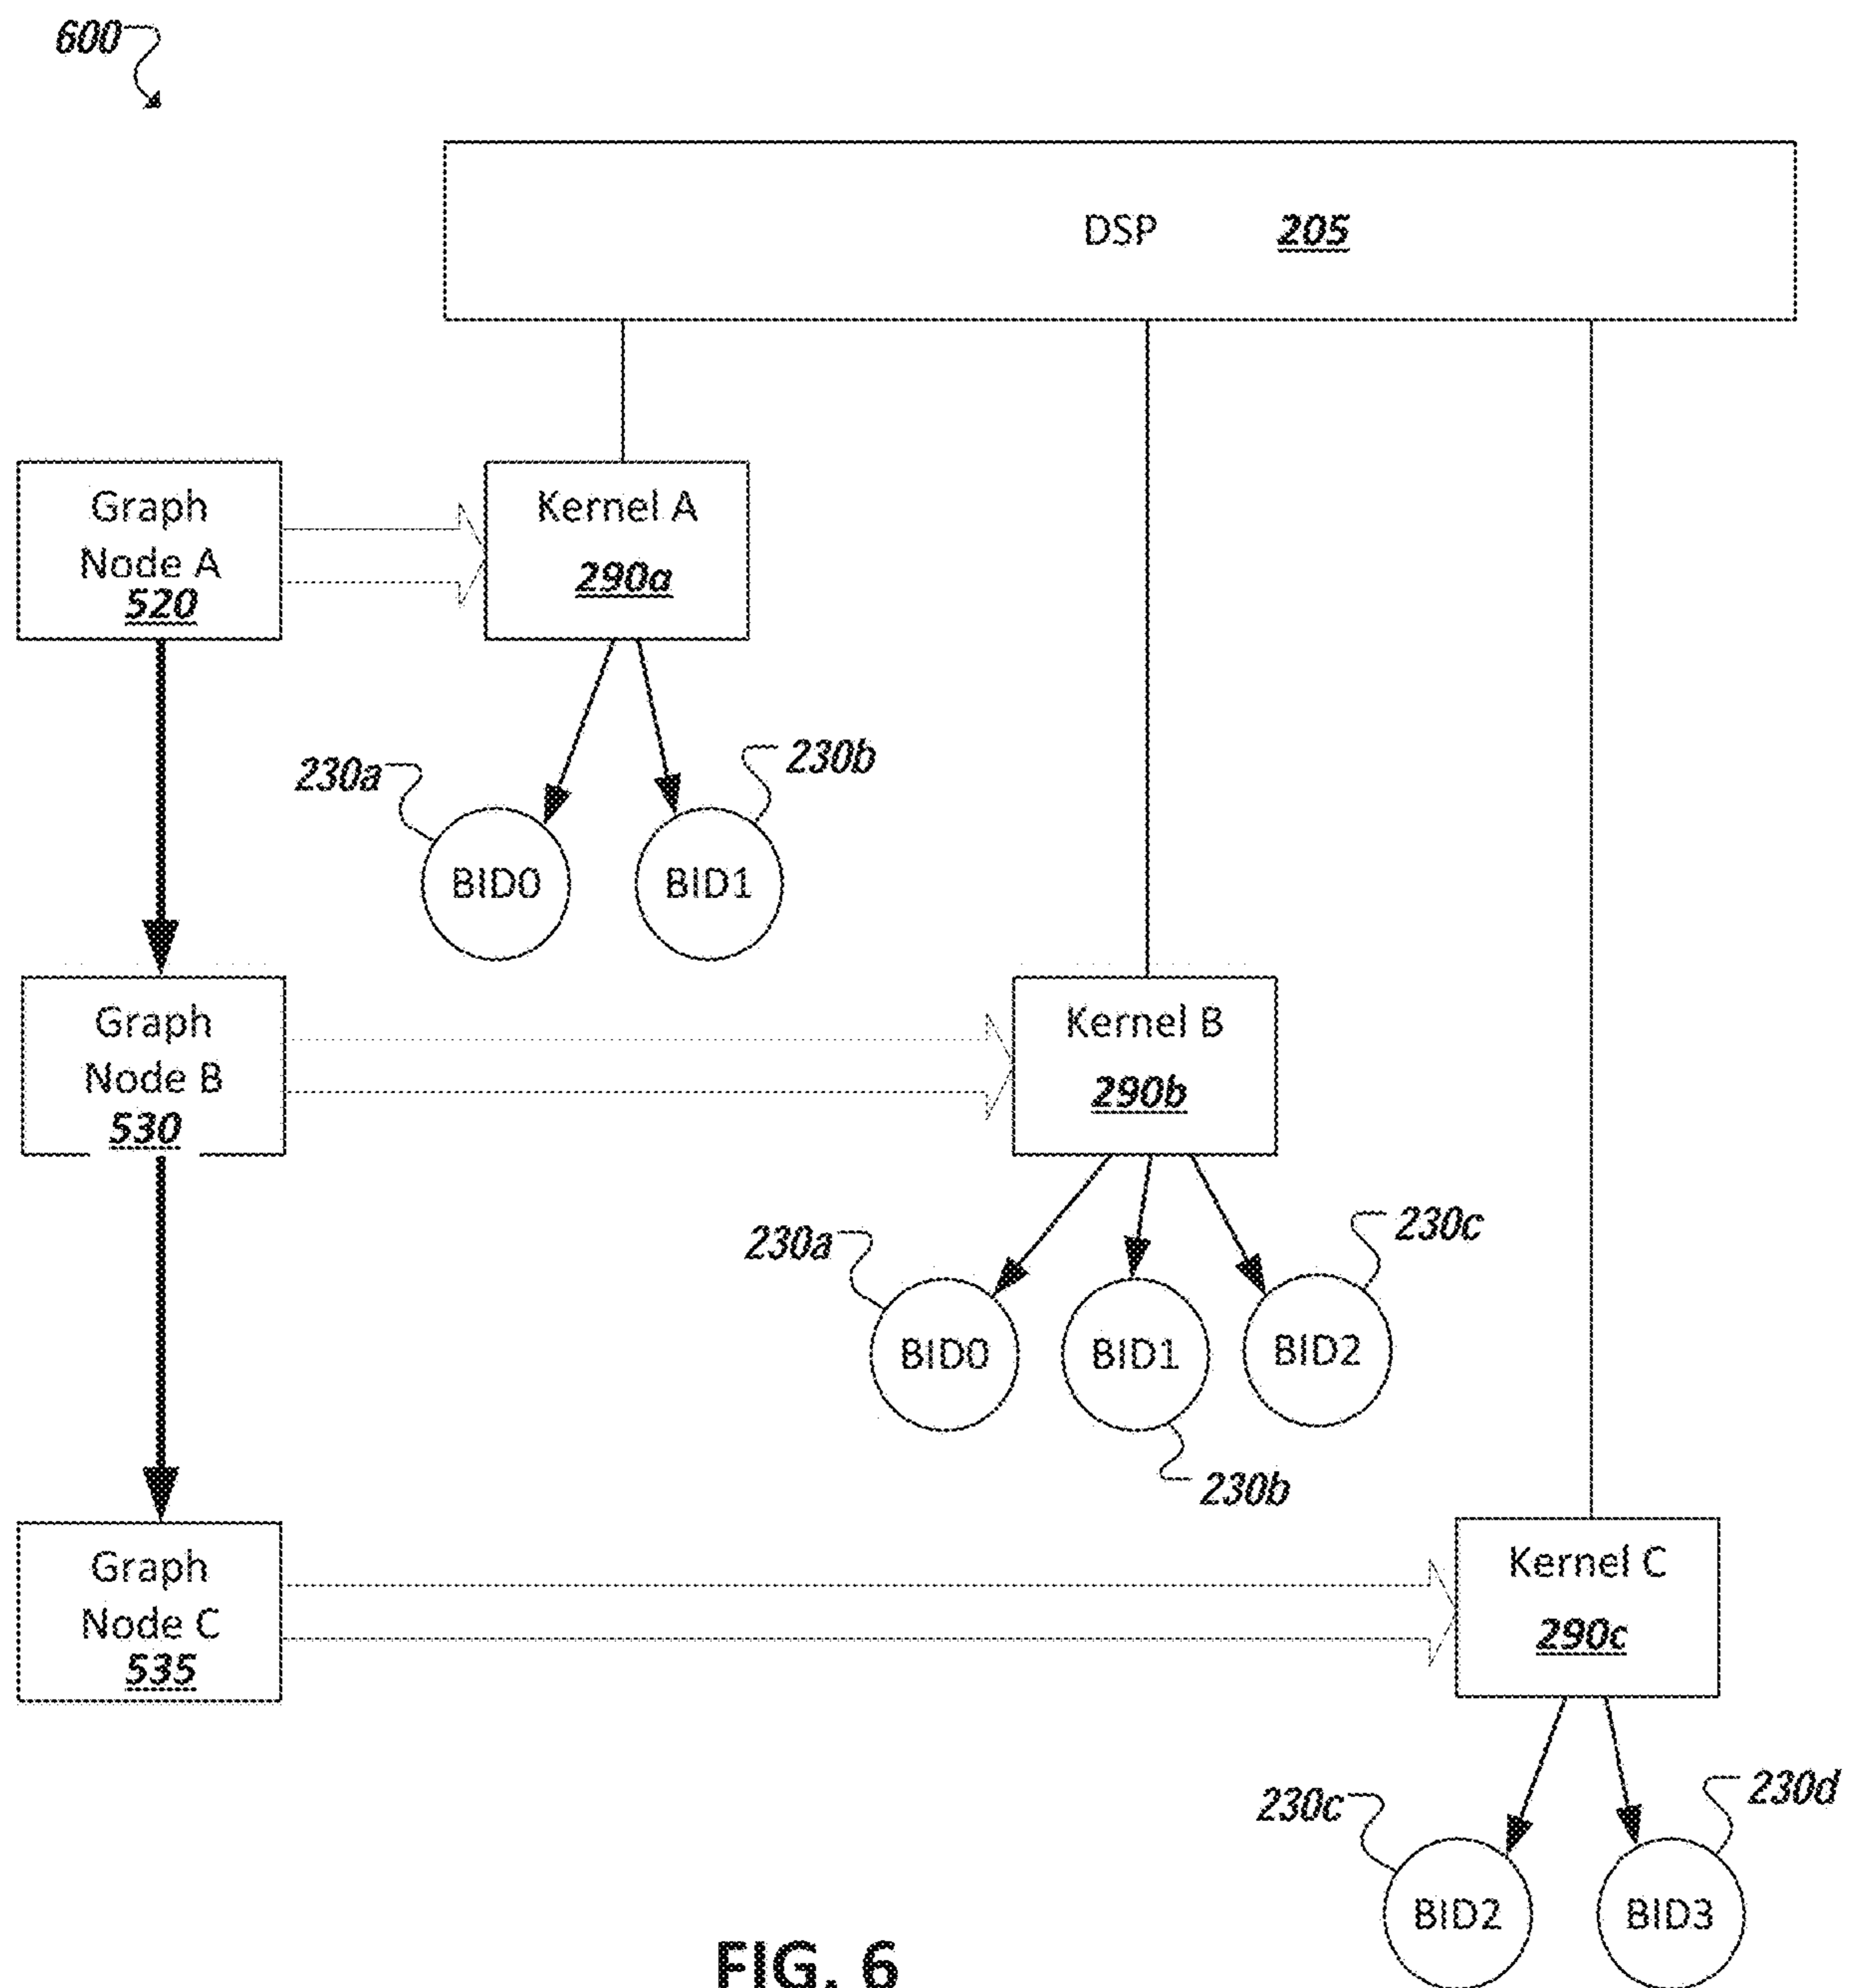 600
DSP 205
Graph
Node A
520
Kernel A
290a
230a
230b
BID0
BID1
Graph
Node B
530
Kernel B
290b
230a
230c
BID0
BID1
BID2
230b
Graph
Node C
535
Kernel C
290c
230c
230d
BID2
BID3
FIG. 6